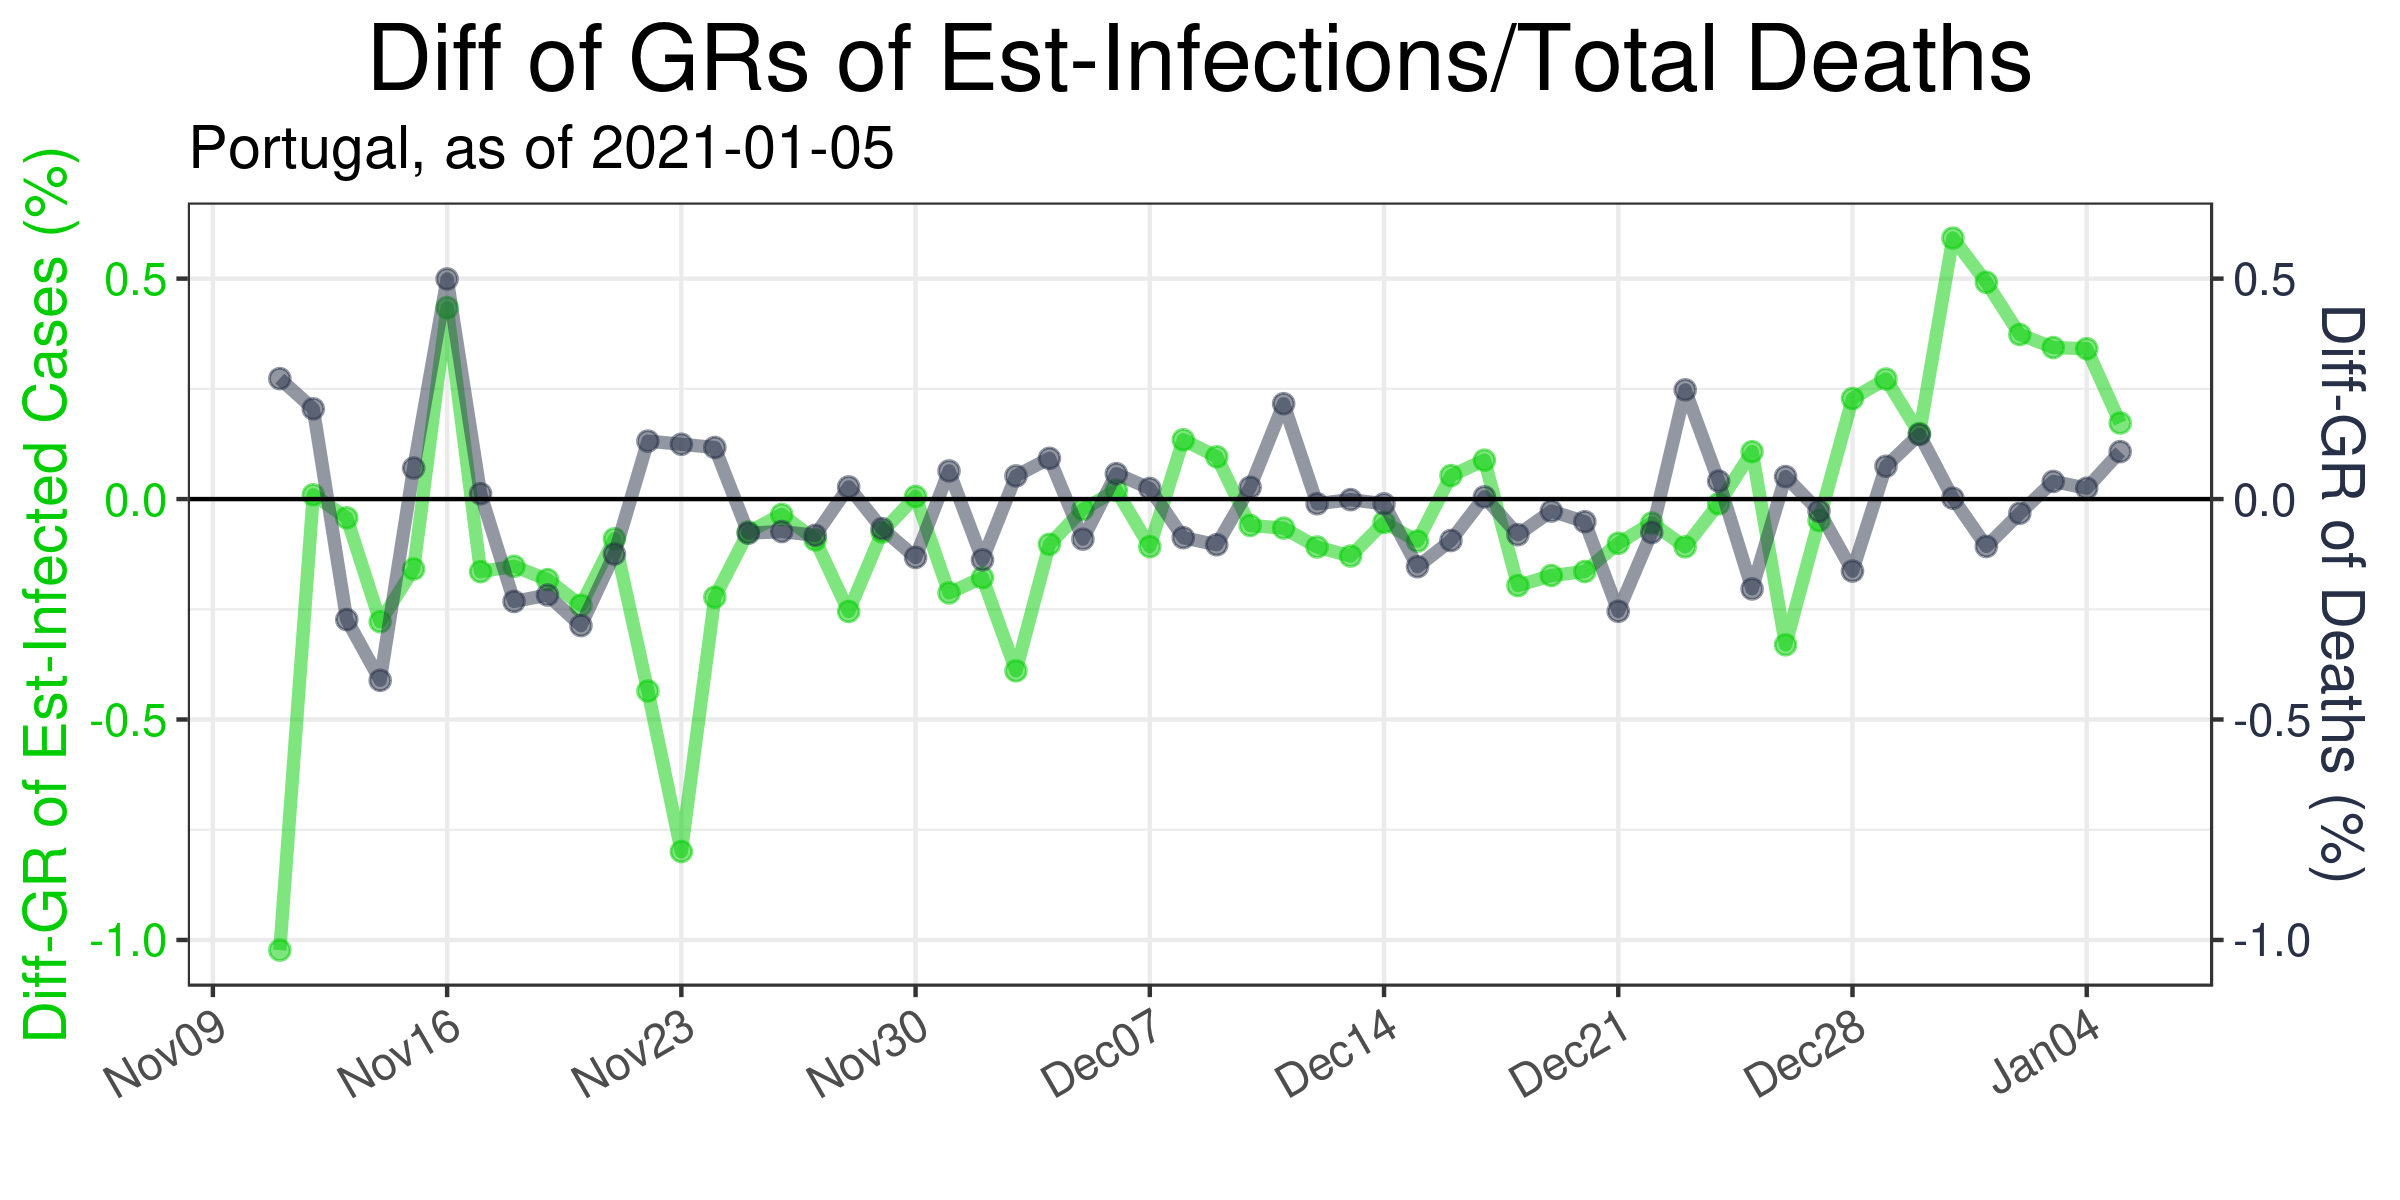 Diff of GRs of Est-Infections/Total Deaths
Portugal, as of 2021-01-05
Diff-GR of Est-Infected Cases (%)
0.5
0.0
-0.5
-1.0
0.5
0.0
-0.5
-1.0
Diff-GR of Deaths (%)
Nov09
Nov16
Nov23
Nov30
Dec07
Dec14
Dec21
Dec28
Jan04